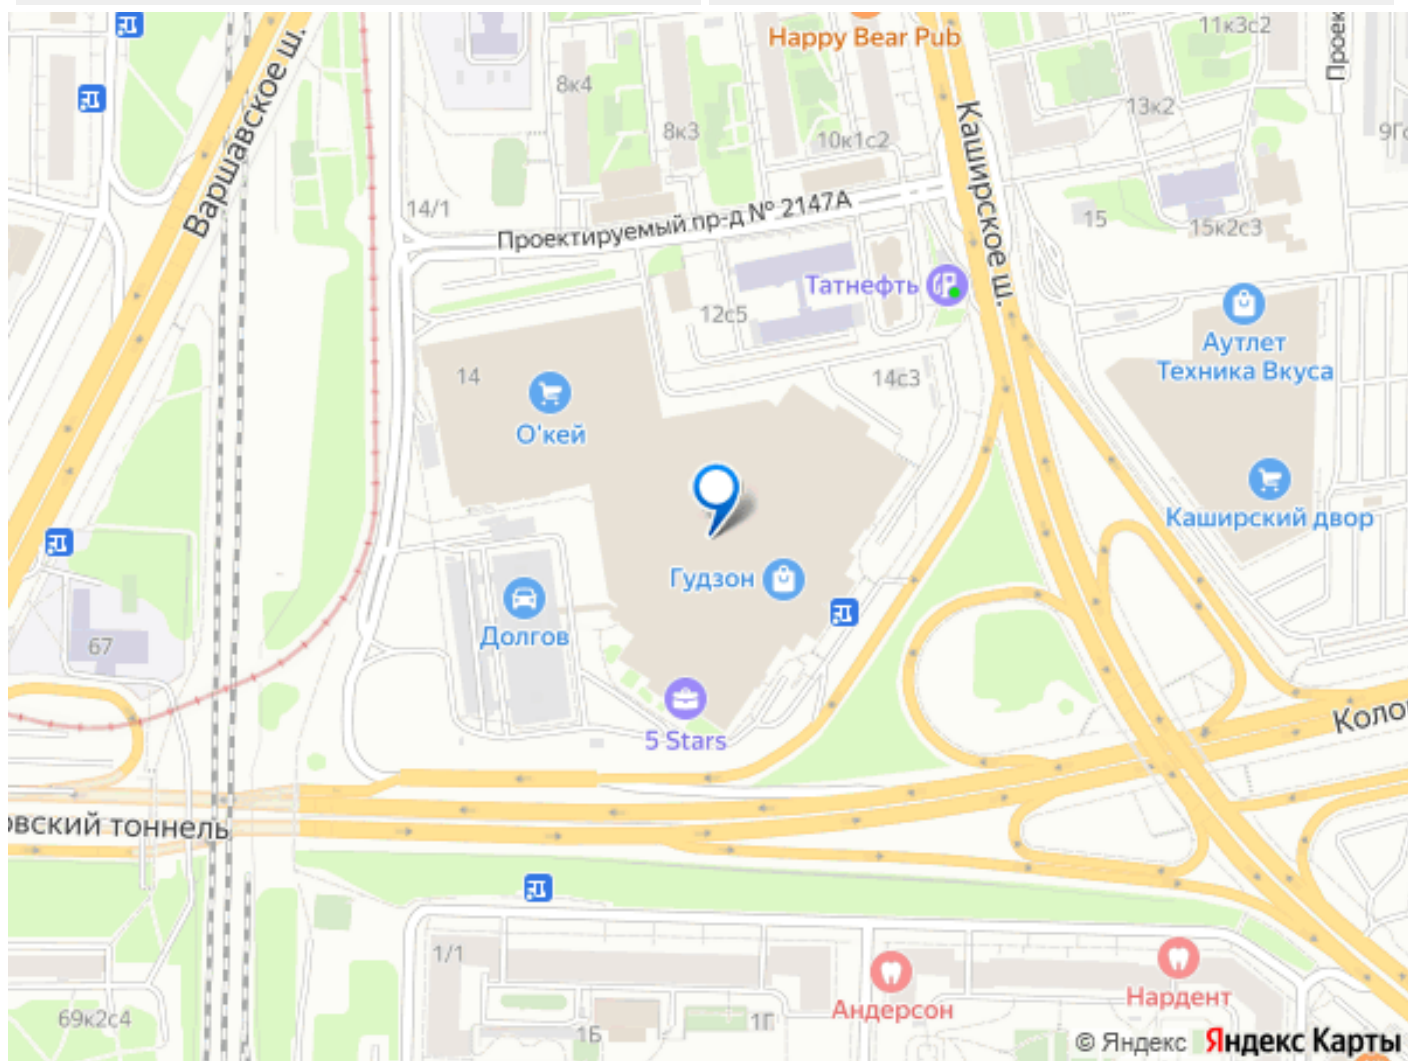 11к3с2
Happy Bear Pub
Варшавское ш.
8к4
Каширское ш.
13к2
8к3
10к1с2
14/1
Проектируемый пр-д № 2147А
15
15к2с3
Татнефть
12с5
Аутлет
Техника Вкуса
14
14с3
О'кей
Каширский двор
Гудзон
Долгов
67
5 Stars
вский тоннель
1/1
Андерсон
Нардент
69к2с4
1Б
1Г
© Яндекс Яндекс Карты